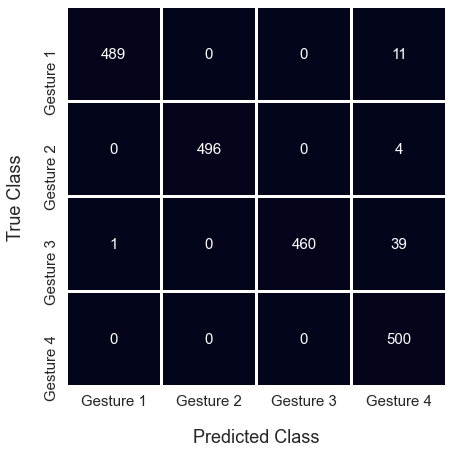 True Class
Gesture 1
489 0 0 11
Gesture 2
0 496 0 4
Gesture 3
1 0 460 39
Gesture 4
0 0 0 500
Gesture 1 Gesture 2 Gesture 3 Gesture 4
Predicted Class